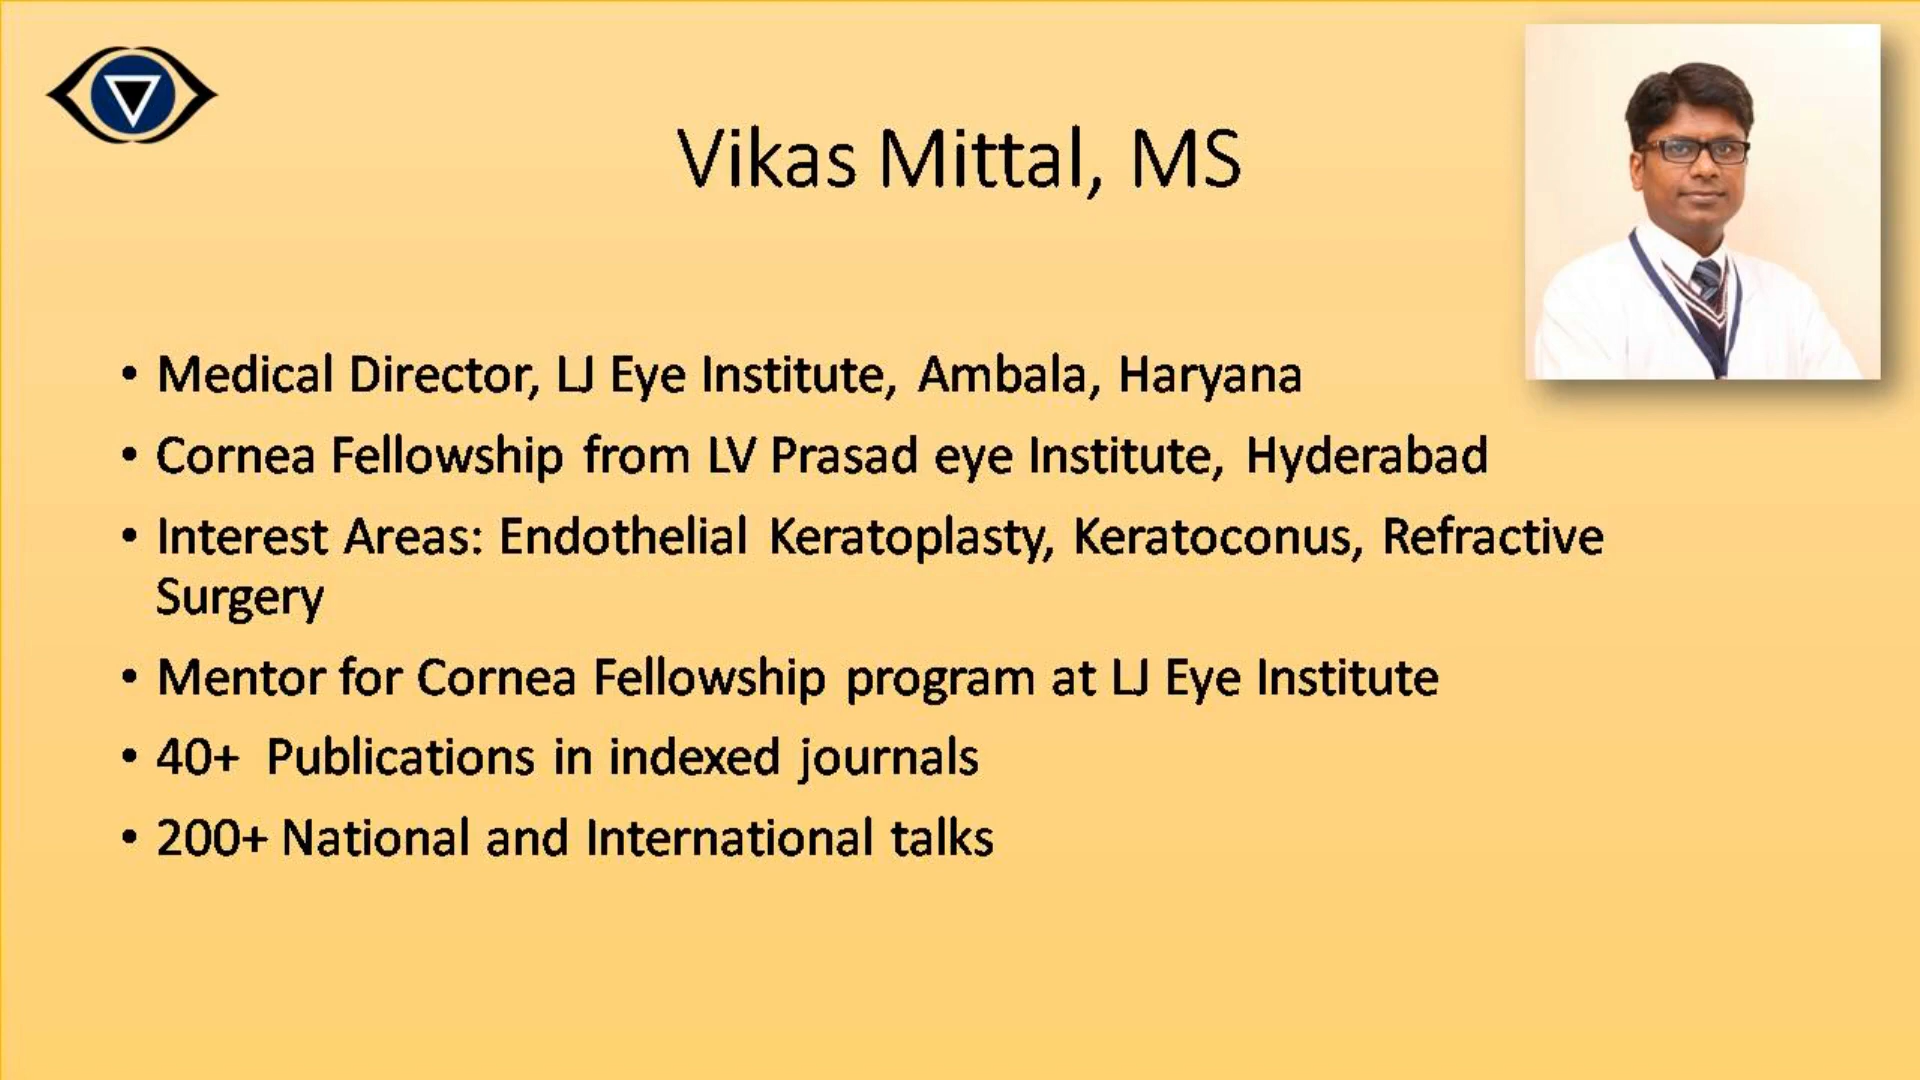 Vikas Mittal, MS
• Medical Director, LJ Eye Institute, Ambala, Haryana
• Cornea Fellowship from LV Prasad eye Institute, Hyderabad
• Interest Areas: Endothelial Keratoplasty, Keratoconus, Refractive
Surgery
• Mentor for Cornea Fellowship program at LJ Eye Institute
• 40+ Publications in indexed journals
• 200+ National and International talks